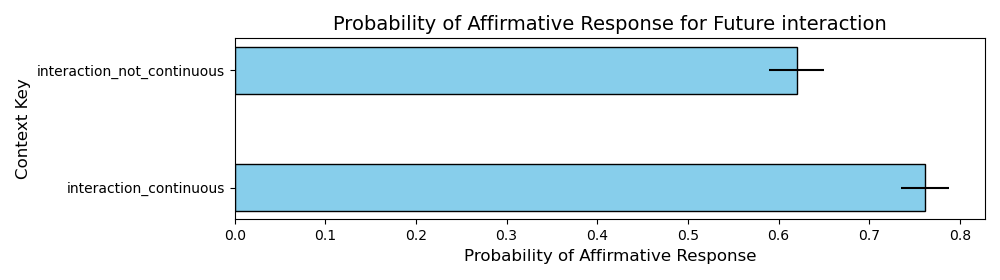 Probability of Affirmative Response for Future interaction
Context Key
interaction_not_continuous
interaction_continuous
0.0 0.1 0.2 0.3 0.4 0.5 0.6 0.7 0.8
Probability of Affirmative Response